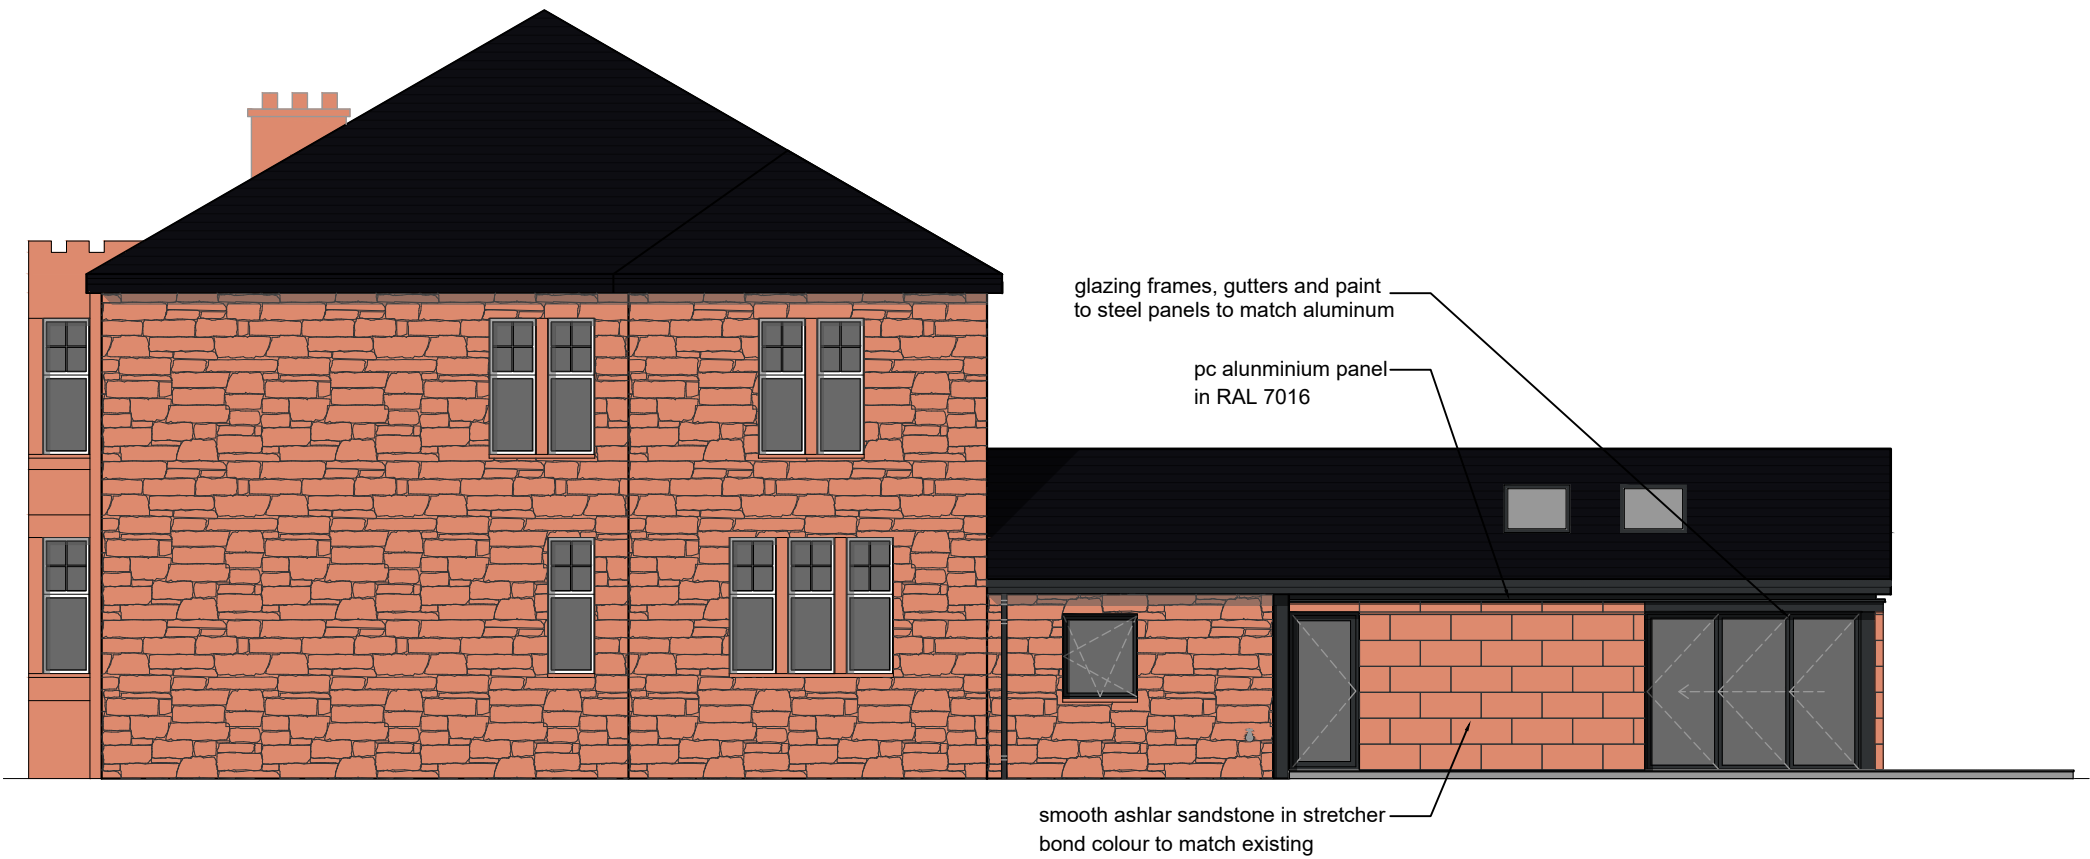 glazing frames, gutters and paint
to steel panels to match aluminum
pc alunminium panel
in RAL 7016
smooth ashlar sandstone in stretcher
bond colour to match existing